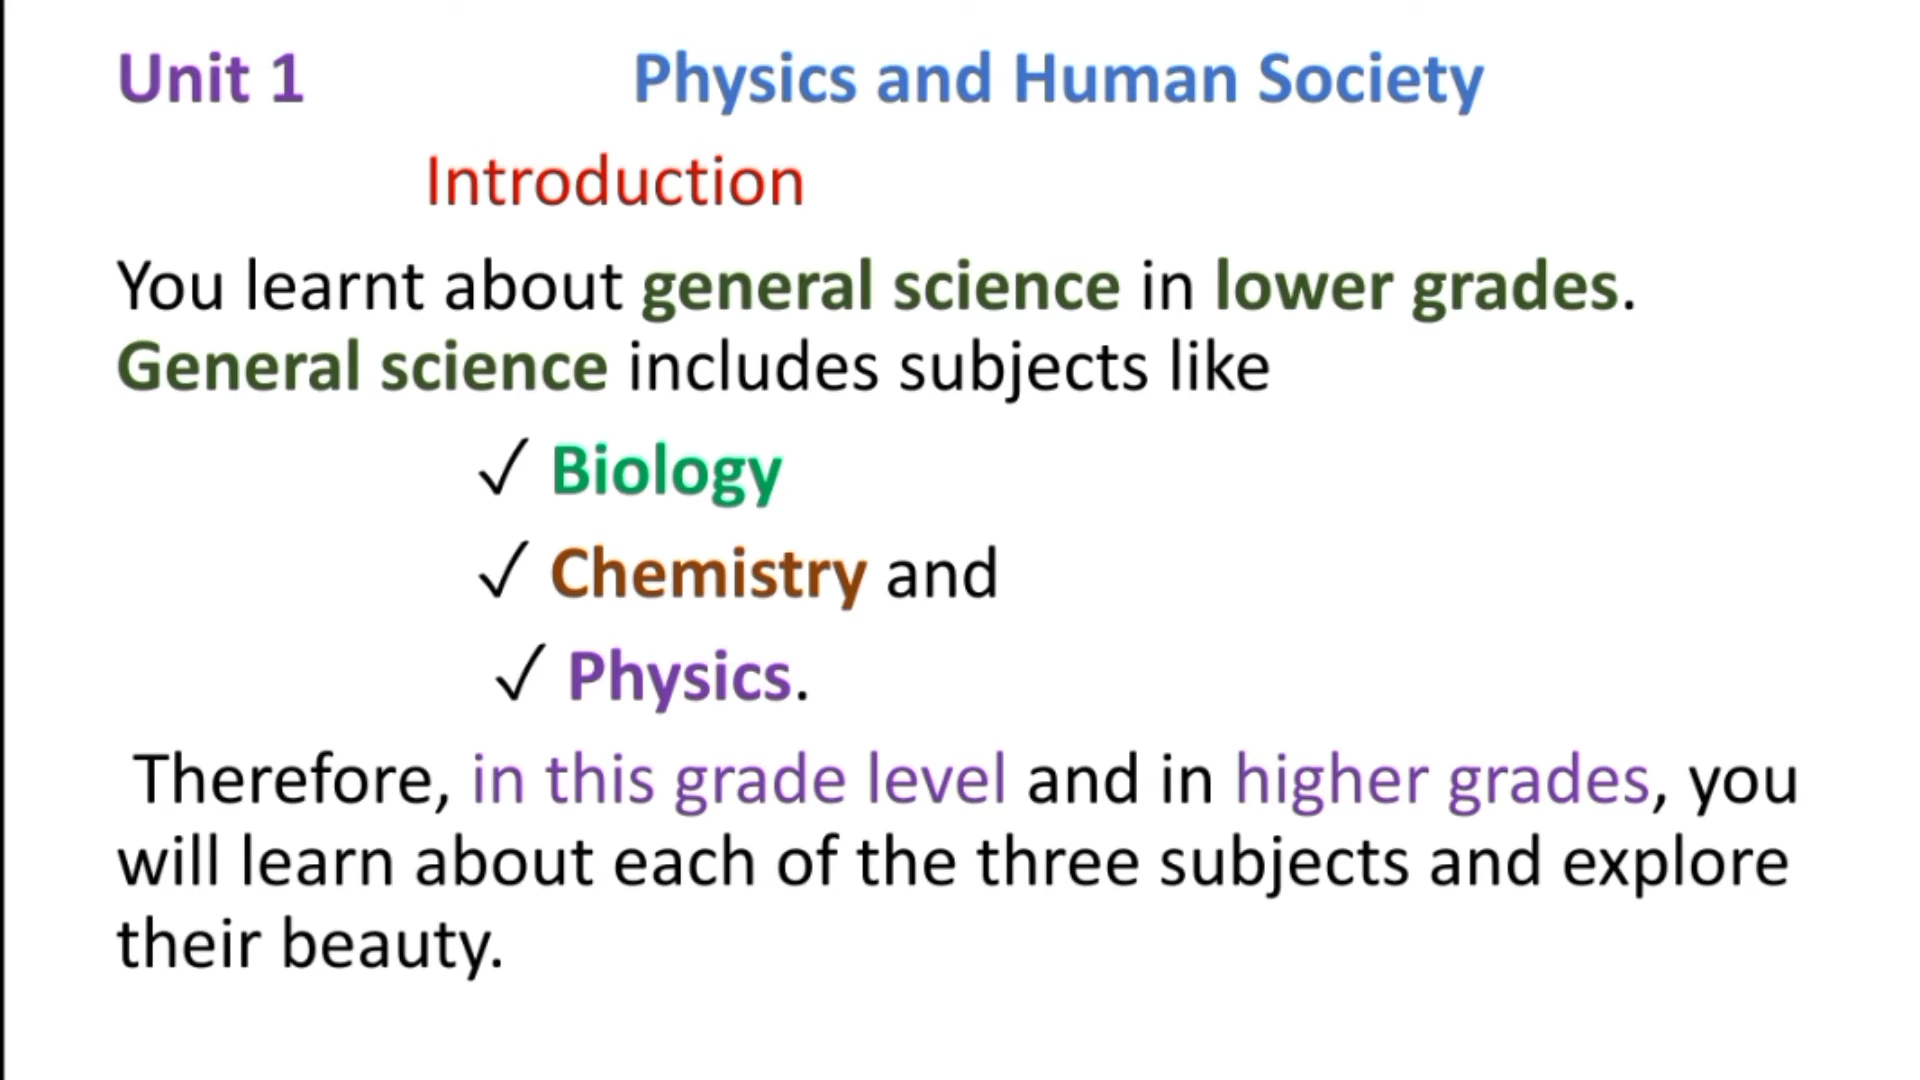 Unit 1 Physics and Human Society
Introduction
You learnt about general science in lower grades.
General science includes subjects like
✓ Biology
✓ Chemistry and
✓ Physics.
Therefore, in this grade level and in higher grades, you
will learn about each of the three subjects and explore
their beauty.